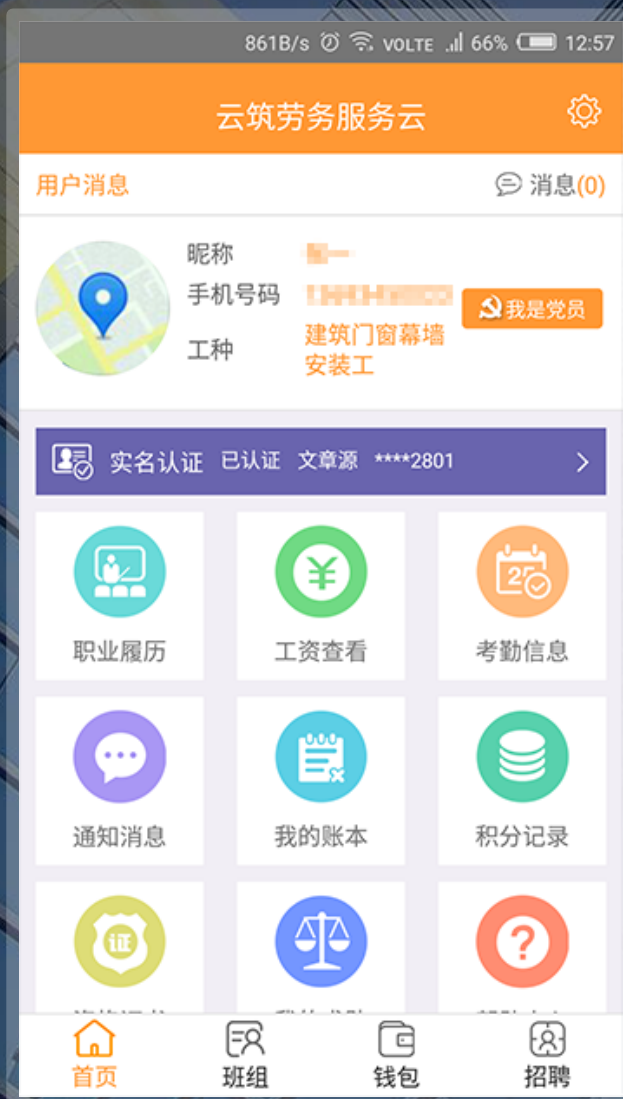 861B/s VOLTE 66% 12:57
云筑劳务服务云
用户消息 消息(0)
昵称
手机号码
我是党员
工种 建筑门窗幕墙
安装工
实名认证 已认证 文章源 ****2801
25
职业履历 工资查看 考勤信息
通知消息 我的账本 积分记录
证
首页 班组 钱包 招聘